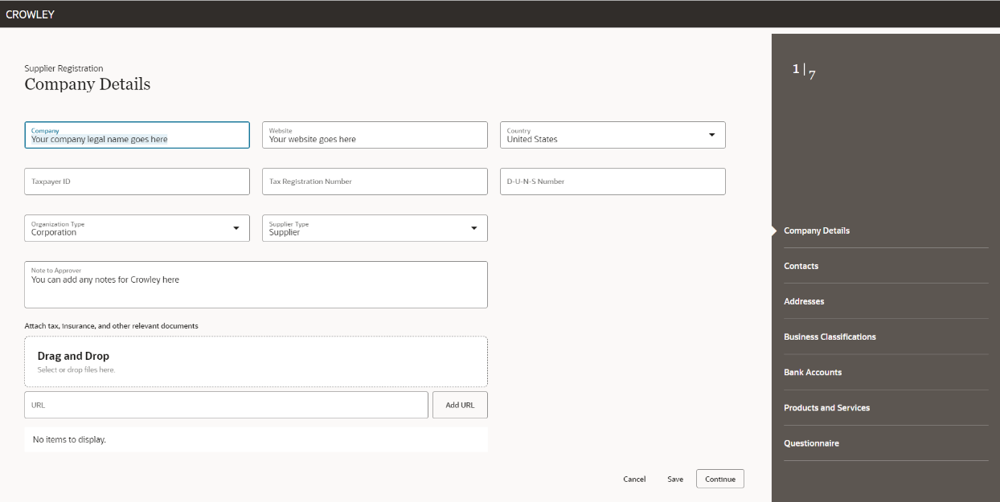 CROWLEY
Supplier Registration
Company Details
Company
Your company legal name goes here
Website
Your website goes here
Country
United States
Taxpayer ID
Tax Registration Number
D-U-N-S Number
Organization Type
Corporation
Supplier Type
Supplier
Note to Approver
You can add any notes for Crowley here
Attach tax, insurance, and other relevant documents
Drag and Drop
Select or drop files here.
URL
Add URL
No items to display.
Cancel
Save
Continue
1|7
Company Details
Contacts
Addresses
Business Classifications
Bank Accounts
Products and Services
Questionnaire